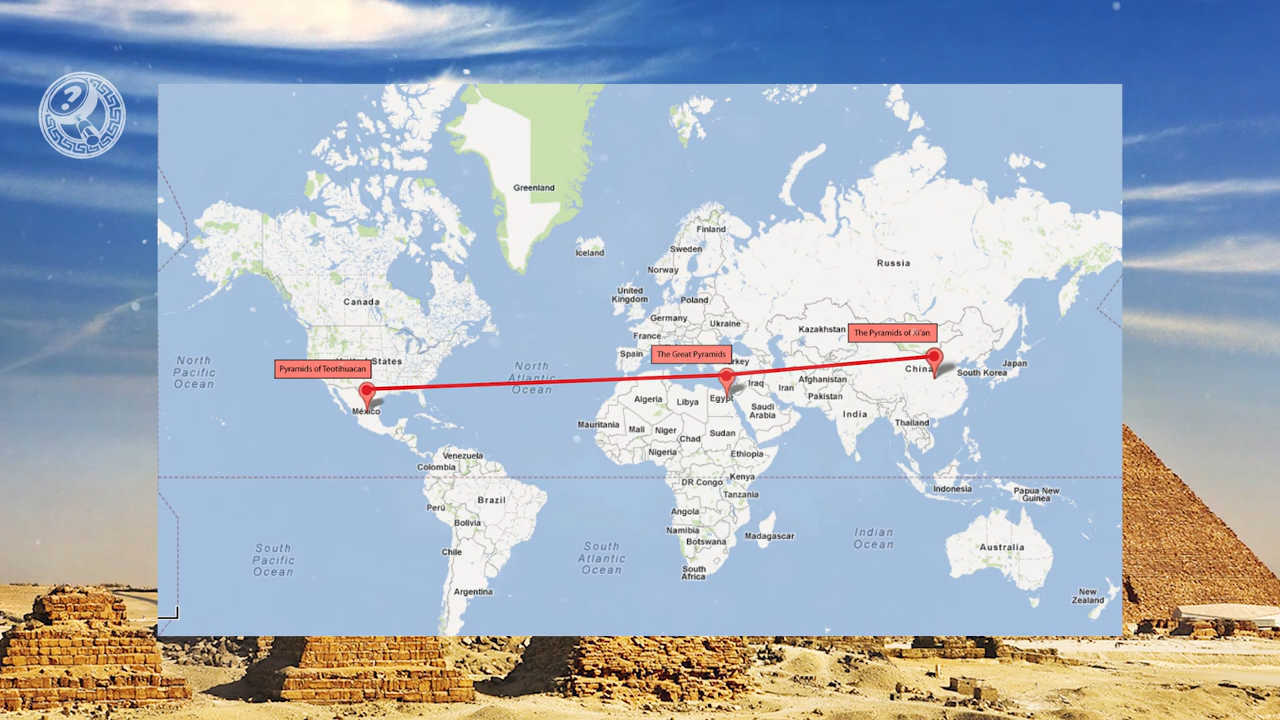 ?
Greenland
Finland
Iceland
Sweden
Russia
Norway
United
Kingdom
Poland
Canada
Germany
Ukraine
Kazakhstan
The Pyramids of Xi'an
France
Spain
The Great Pyramids
rkey
North
Pacific
Ocean
States
Pyramids of Teotihuacan
North
Atlantic
Ocean
China
Japan
South Korea
Iraq
Iran
Afghanistan
Pakistan
Algeria
Libya
Egypt
Saudi
Arabia
India
México
Mauritania
Mali
Niger
Chad
Sudan
Thailand
Nigeria
Ethiopia
Venezuela
Colombia
DR Congo
Kenya
Tanzania
Indonesia
Papua New
Guinea
Perú
Brazil
Angola
Bolivia
Namibia
Botswana
Madagascar
Indian
Ocean
Australia
South
Pacific
Ocean
Chile
South
Atlantic
Ocean
South
Africa
Argentina
New
Zealand